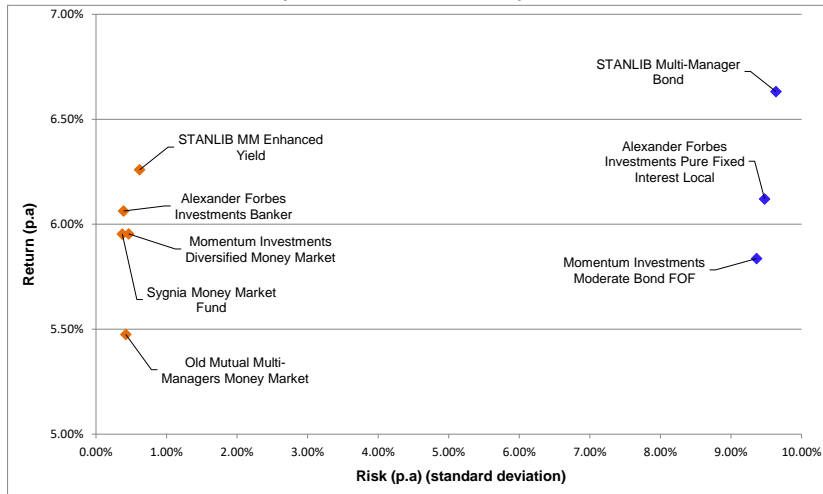 7.00%
STANLIB Multi-Manager
Bond
6.50%
STANLIB MM Enhanced
Yield
Alexander Forbes
Investments Pure Fixed
Interest Local
Alexander Forbes
Investments Banker
6.00%
Momentum Investments
Diversified Money Market
Momentum Investments
Moderate Bond FOF
Sygnia Money Market
Fund
5.50%
Old Mutual Multi-
Managers Money Market
5.00%
0.00% 1.00% 2.00% 3.00% 4.00% 5.00% 6.00% 7.00% 8.00% 9.00% 10.00%
Return (p.a)
Risk (p.a) (standard deviation)